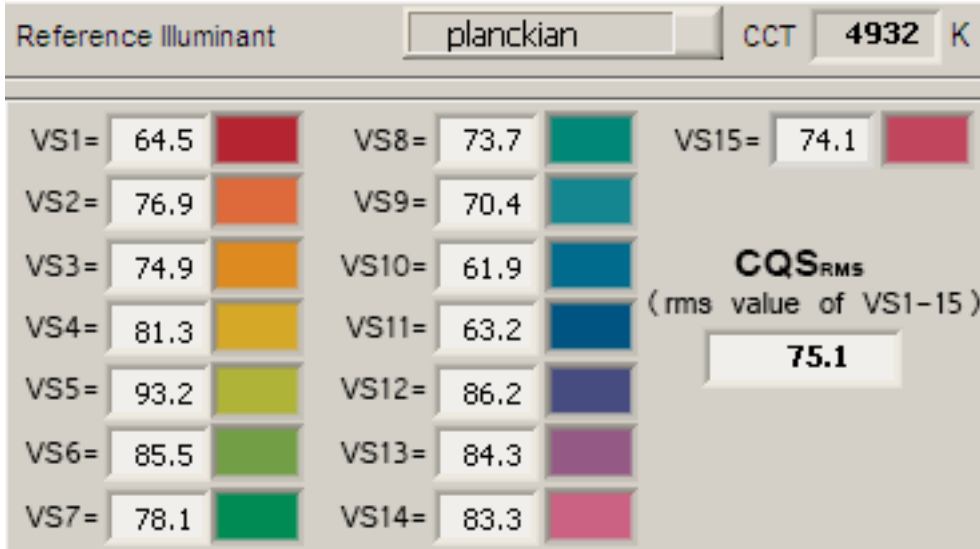 Reference Illuminant planckian CCT 4932 K
VS1= 64.5 VS8= 73.7 VS15= 74.1
VS2= 76.9 VS9= 70.4
VS3= 74.9 VS10= 61.9 CQSRMS
VS4= 81.3 VS11= 63.2 (rms value of VS1-15)
VS5= 93.2 VS12= 86.2 75.1
VS6= 85.5 VS13= 84.3
VS7= 78.1 VS14= 83.3